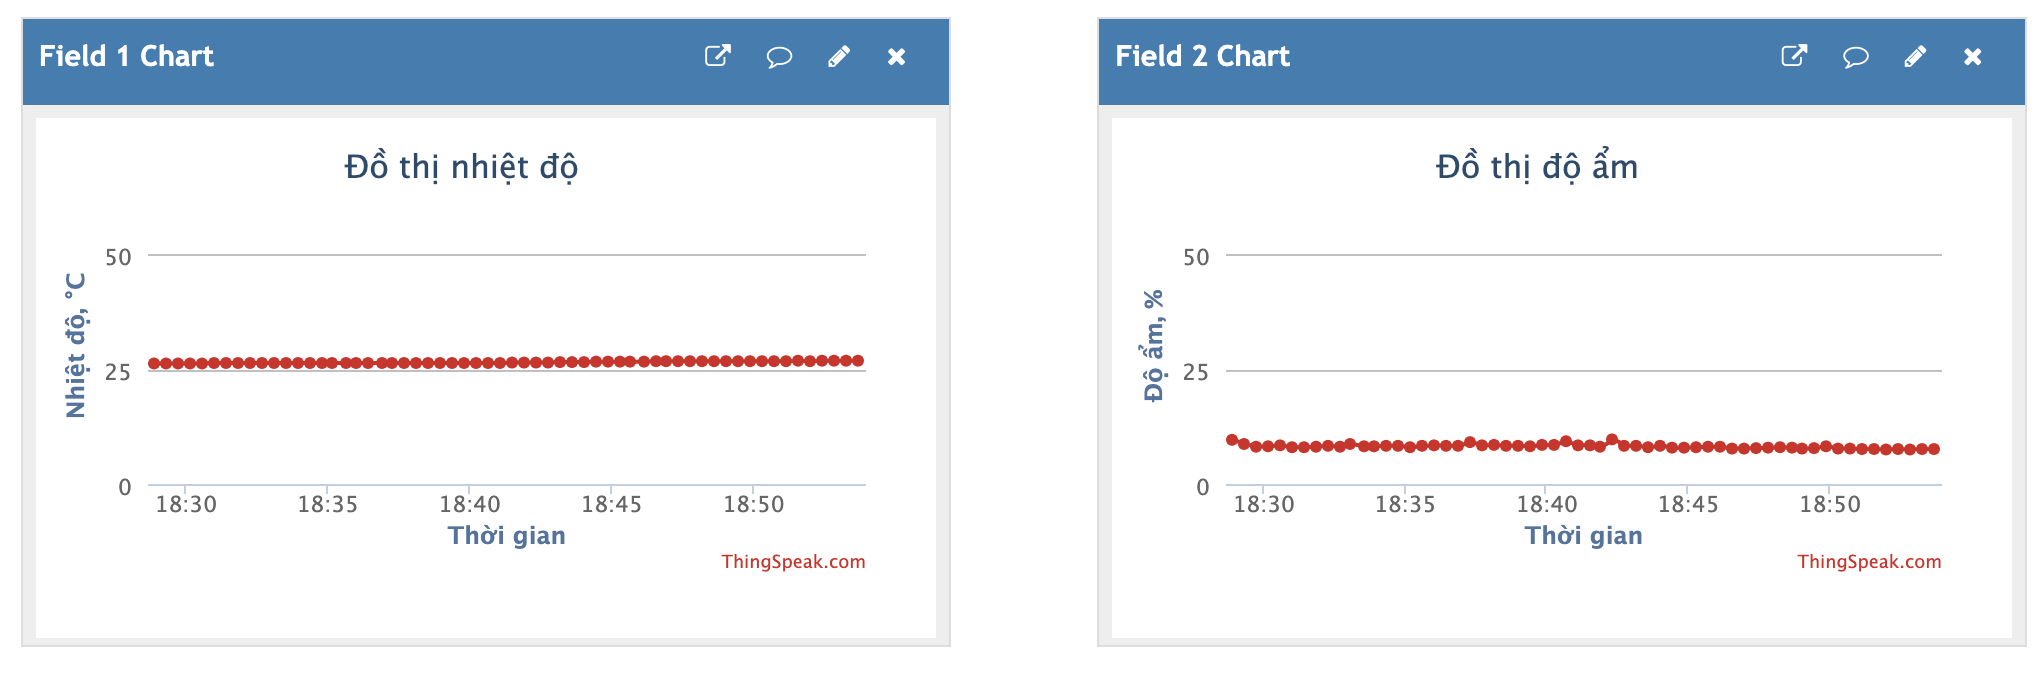 Field 1 Chart
Đồ thị nhiệt độ
Nhiệt độ, °C
50
25
0
18:30 18:35 18:40 18:45 18:50
Thời gian
ThingSpeak.com
Field 2 Chart
Đồ thị độ ẩm
Độ ẩm, %
50
25
0
18:30 18:35 18:40 18:45 18:50
Thời gian
ThingSpeak.com